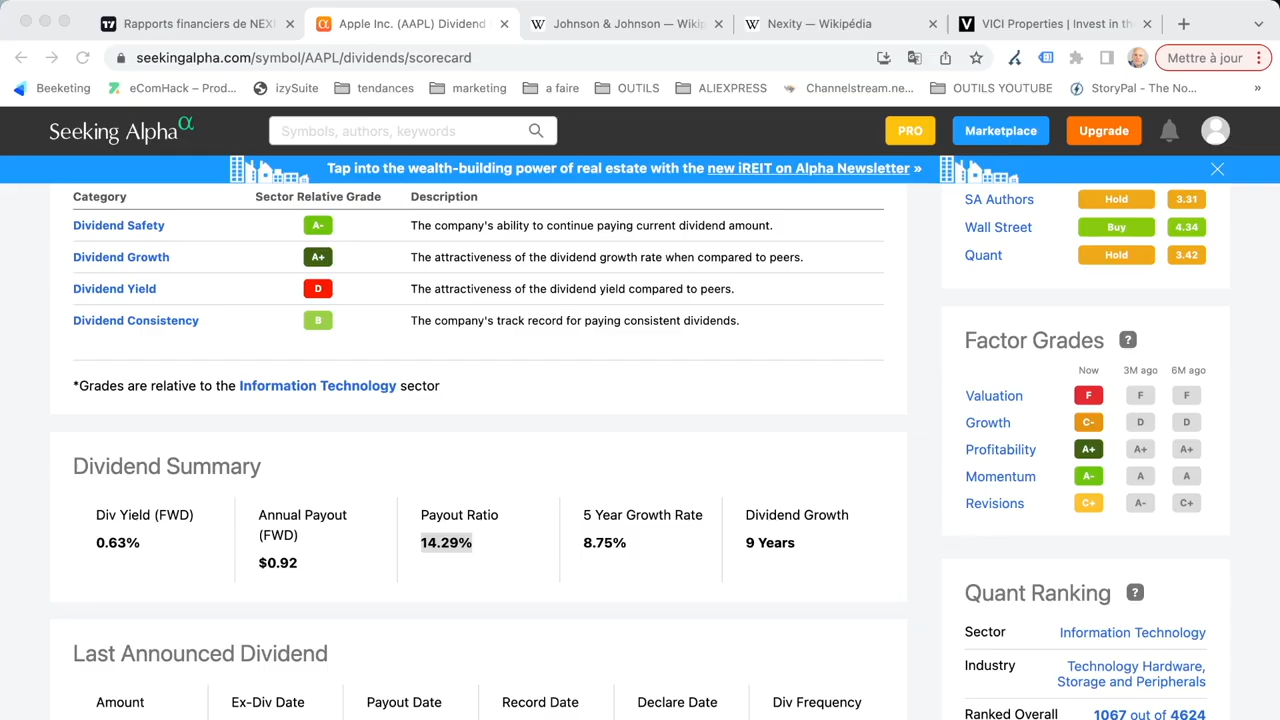 Rapports financiers de NEXI
Apple Inc. (AAPL) Dividend
Johnson & Johnson — Wikip
Nexity — Wikipédia
VICI Properties | Invest in the
seekingalpha.com/symbol/AAPL/dividends/scorecard
Mettre à jour
Beeketing
eComHack – Prod...
izySuite
tendances
marketing
a faire
OUTILS
ALIEXPRESS
Channelstream.ne...
OUTILS YOUTUBE
StoryPal - The No...
»
Seeking Alpha α
Symbols, authors, keywords
PRO
Marketplace
Upgrade
Tap into the wealth-building power of real estate with the new iREIT on Alpha Newsletter »
Category Sector Relative Grade Description
Dividend Safety A- The company's ability to continue paying current dividend amount.
Dividend Growth A+ The attractiveness of the dividend growth rate when compared to peers.
Dividend Yield D The attractiveness of the dividend yield compared to peers.
Dividend Consistency B The company's track record for paying consistent dividends.
*Grades are relative to the Information Technology sector
Dividend Summary
Div Yield (FWD)
0.63%
Annual Payout
(FWD)
$0.92
Payout Ratio
14.29%
5 Year Growth Rate
8.75%
Dividend Growth
9 Years
Last Announced Dividend
Amount Ex-Div Date Payout Date Record Date Declare Date Div Frequency
SA Authors Hold 3.31
Wall Street Buy 4.34
Quant Hold 3.42
Factor Grades ?
Now 3M ago 6M ago
Valuation F F F
Growth C- D D
Profitability A+ A+ A+
Momentum A- A A
Revisions C+ A- C+
Quant Ranking ?
Sector Information Technology
Industry Technology Hardware,
Storage and Peripherals
Ranked Overall 1067 out of 4624